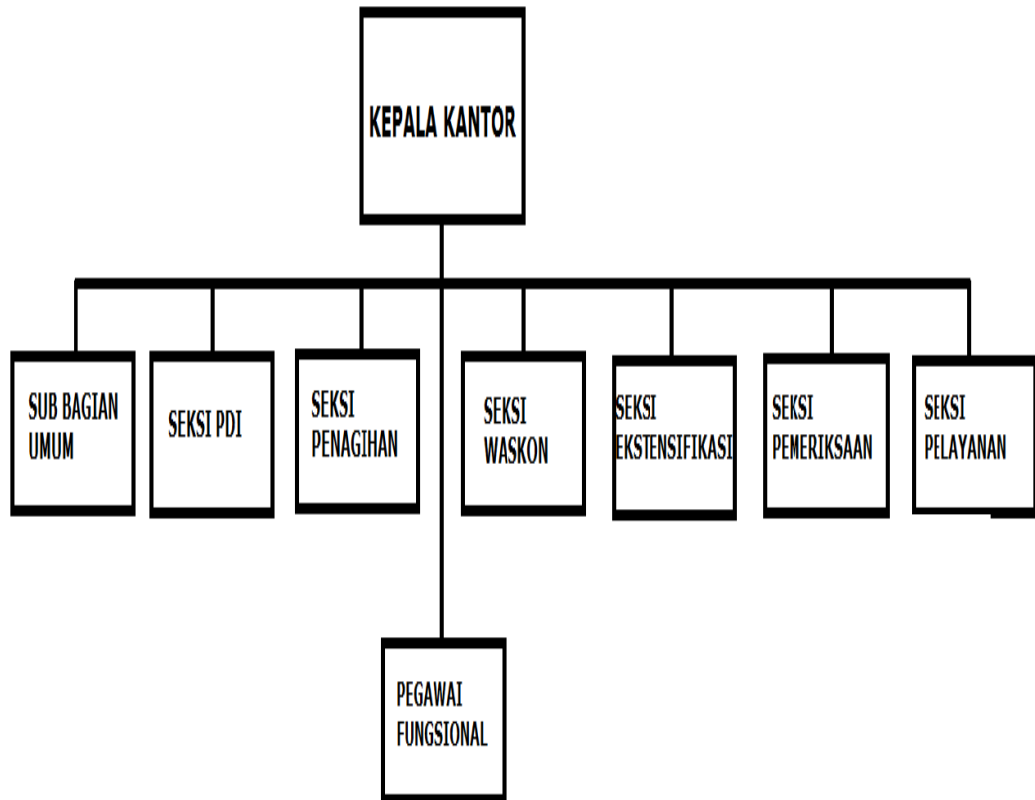 KEPALA KANTOR
SUB BAGIAN
UMUM
SEKSI PDI
SEKSI
PENAGIHAN
SEKSI
WASKON
SEKSI
EKSTENSIFIKASI
SEKSI
PEMERIKSAAN
SEKSI
PELAYANAN
PEGAWAI
FUNGSIONAL